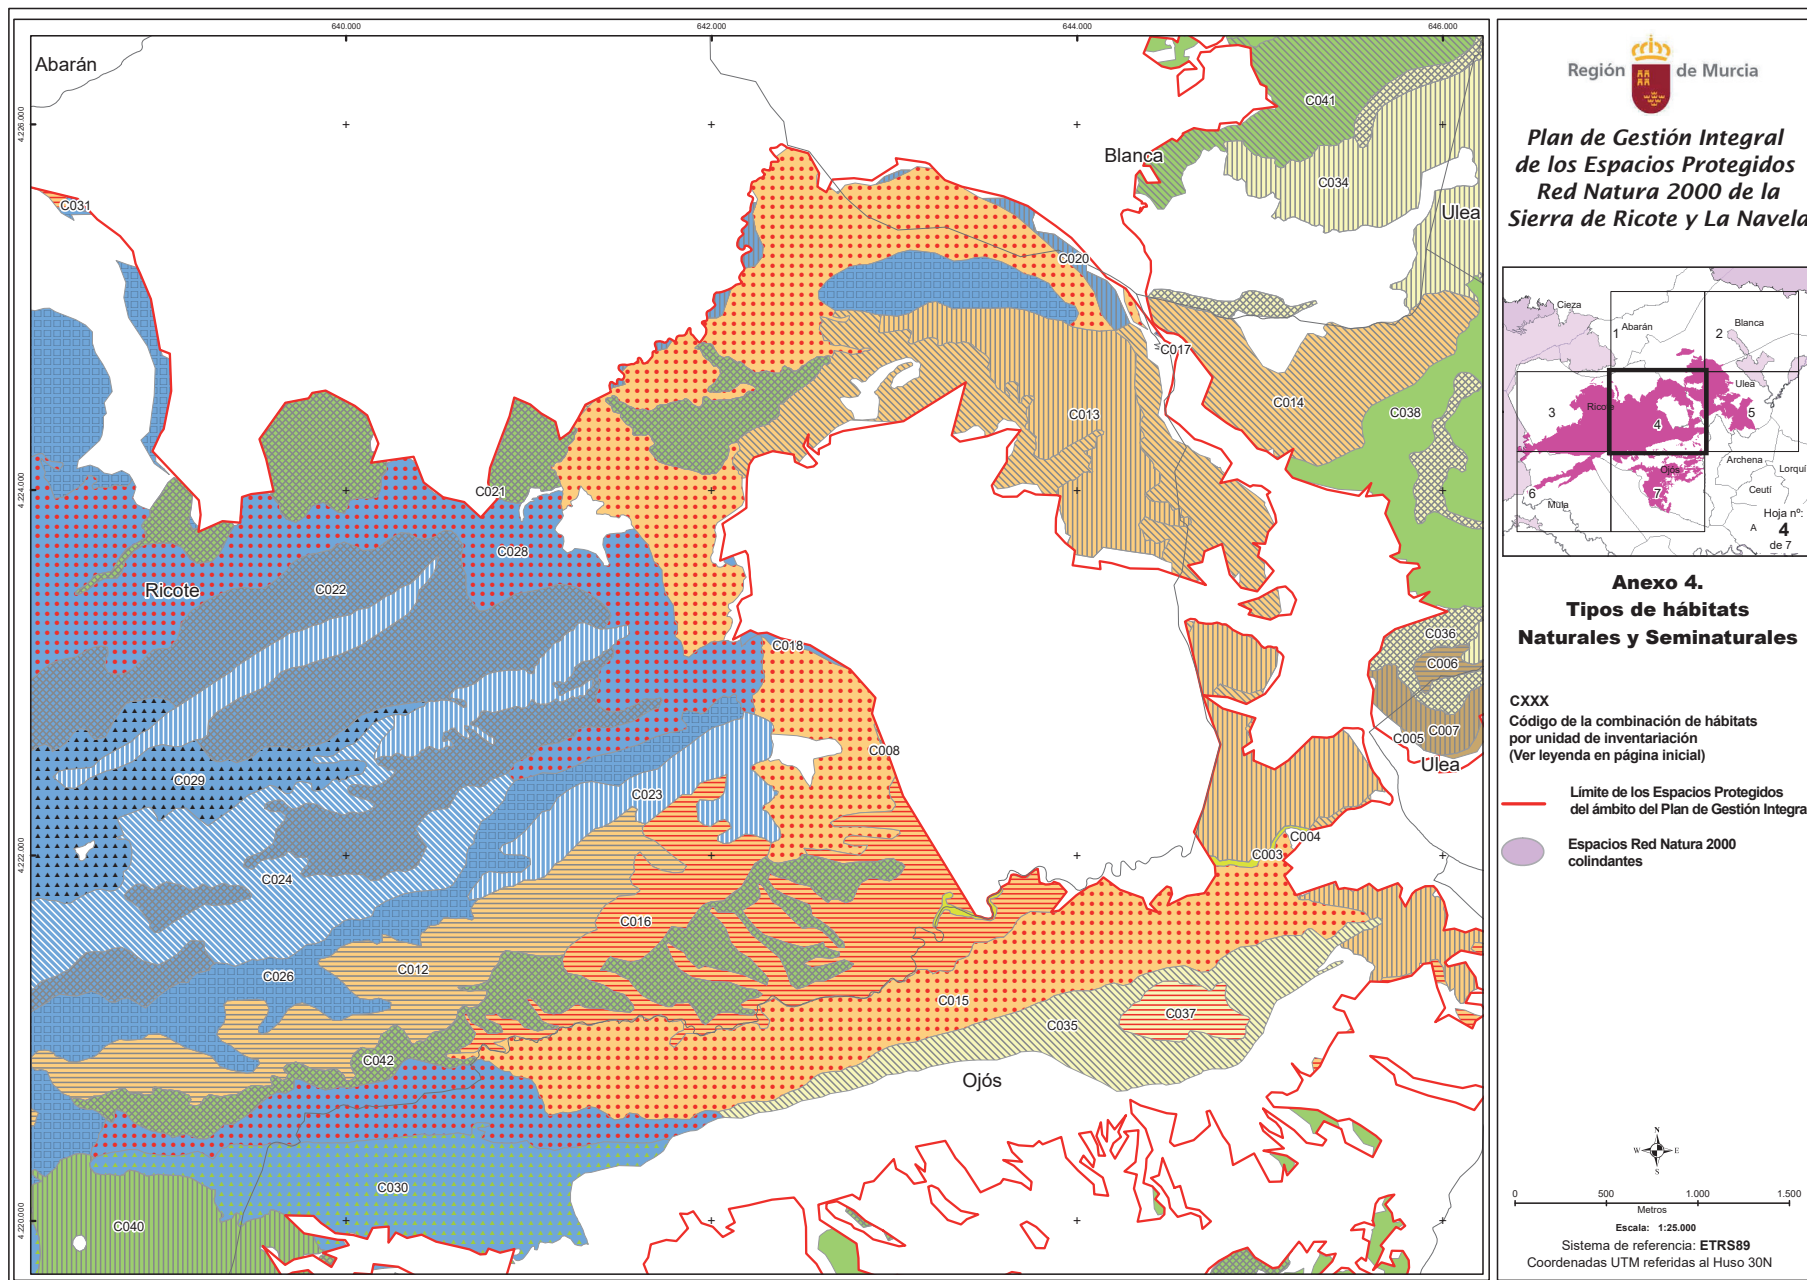 640.000
642.000
644.000
646.000
4.226.000
4.224.000
4.222.000
4.220.000
Abarán
Blanca
Ulea
Ricote
Ulea
Ojós
C031
C041
C034
C020
C017
C014
C013
C038
C021
C028
C022
C018
C036
C006
C007
C005
C008
C029
C023
C004
C003
C024
C016
C012
C026
C015
C037
C035
C042
C030
C040
Región de Murcia
Plan de Gestión Integral
de los Espacios Protegidos
Red Natura 2000 de la
Sierra de Ricote y La Navela
Cieza
Abarán
Blanca
Ulea
Ricote
Archena
Lorquí
Ojós
Ceutí
Mula
A
1
2
3
4
5
6
7
Hoja nº:
4
de 7
Anexo 4.
Tipos de hábitats
Naturales y Seminaturales
CXXX
Código de la combinación de hábitats
por unidad de inventariación
(Ver leyenda en página inicial)
Límite de los Espacios Protegidos
del ámbito del Plan de Gestión Integra
Espacios Red Natura 2000
colindantes
N
W E
S
0 500 1.000 1.500
Metros
Escala: 1:25.000
Sistema de referencia: ETRS89
Coordenadas UTM referidas al Huso 30N